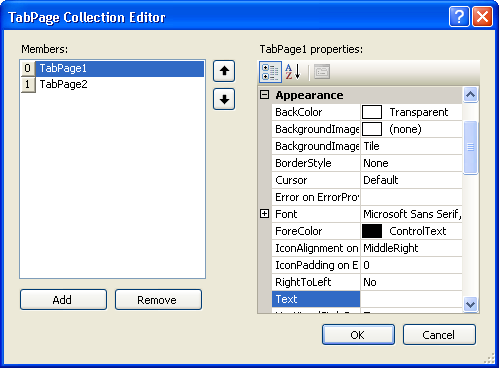 TabPage Collection Editor
Members:
0 TabPage1
1 TabPage2
Add
Remove
TabPage1 properties:
Appearance
BackColor Transparent
BackgroundImage (none)
BackgroundImage Tile
BorderStyle None
Cursor Default
Error on ErrorProv
Font Microsoft Sans Serif,
ForeColor ControlText
IconAlignment on MiddleRight
IconPadding on E 0
RightToLeft No
Text
OK
Cancel